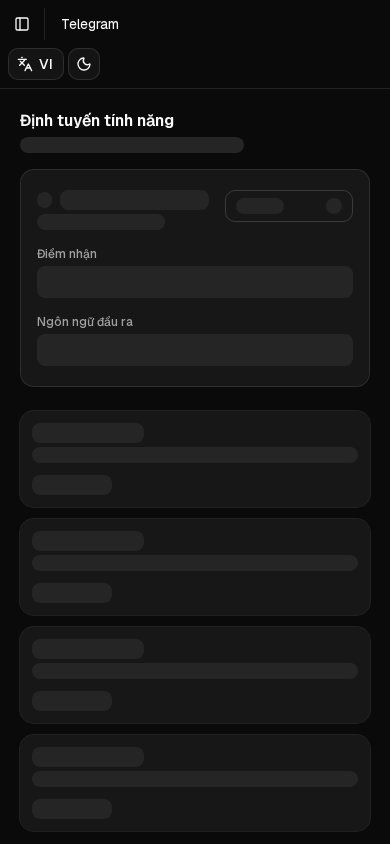 Telegram
VI
Định tuyến tính năng
Điểm nhận
Ngôn ngữ đầu ra